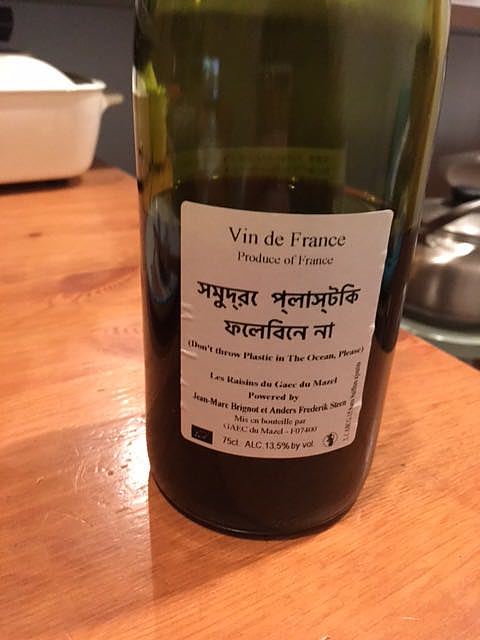 Vin de France
Produce of France
সমুদ্রে প্লাস্টিক
ফেলবেনে না
(Don't throw Plastic in The Ocean, Please)
Les Raisins du Gaec du Mazel
Powered by
Jean-Marc Brignot et Anders Frederik Steen
Mis en bouteille par
GAEC du Mazel - F07400
75cl. ALC.13,5% by vol.